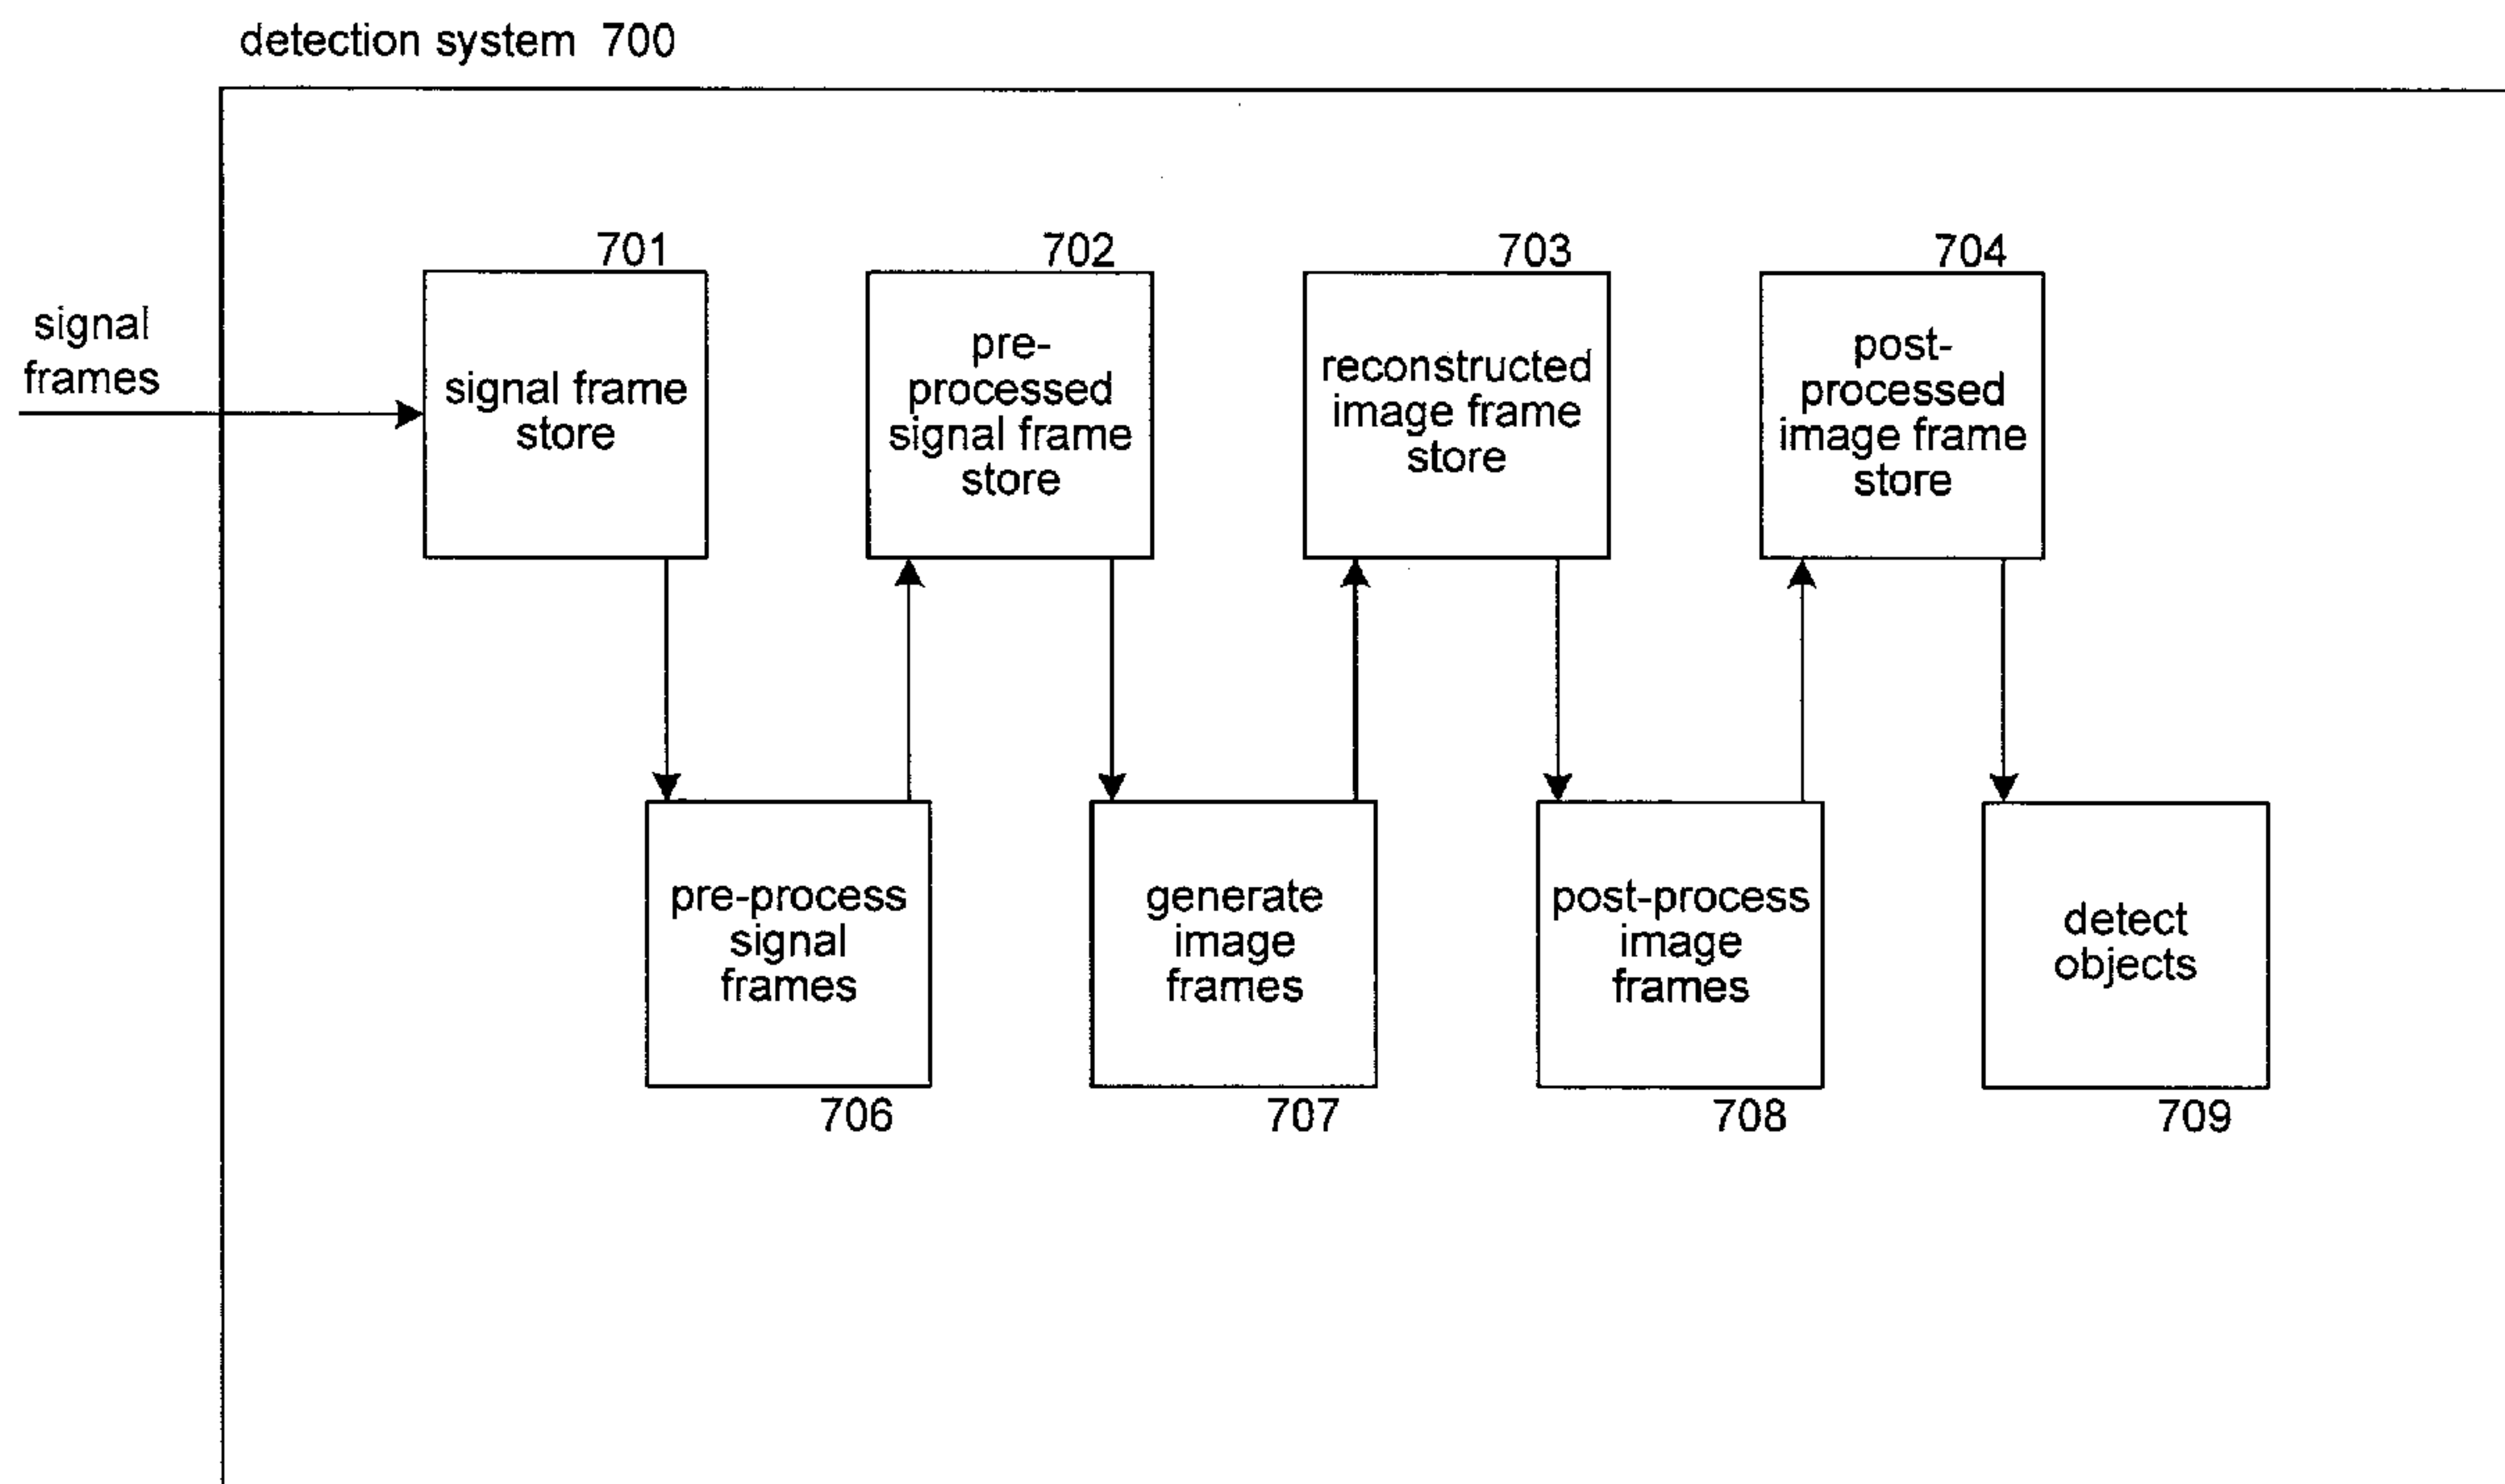 detection system 700
signal
frames
701
signal frame
store
702
pre-
processed
signal frame
store
703
reconstructed
image frame
store
704
post-
processed
image frame
store
pre-process
signal
frames
706
generate
image
frames
707
post-process
image
frames
708
detect
objects
709